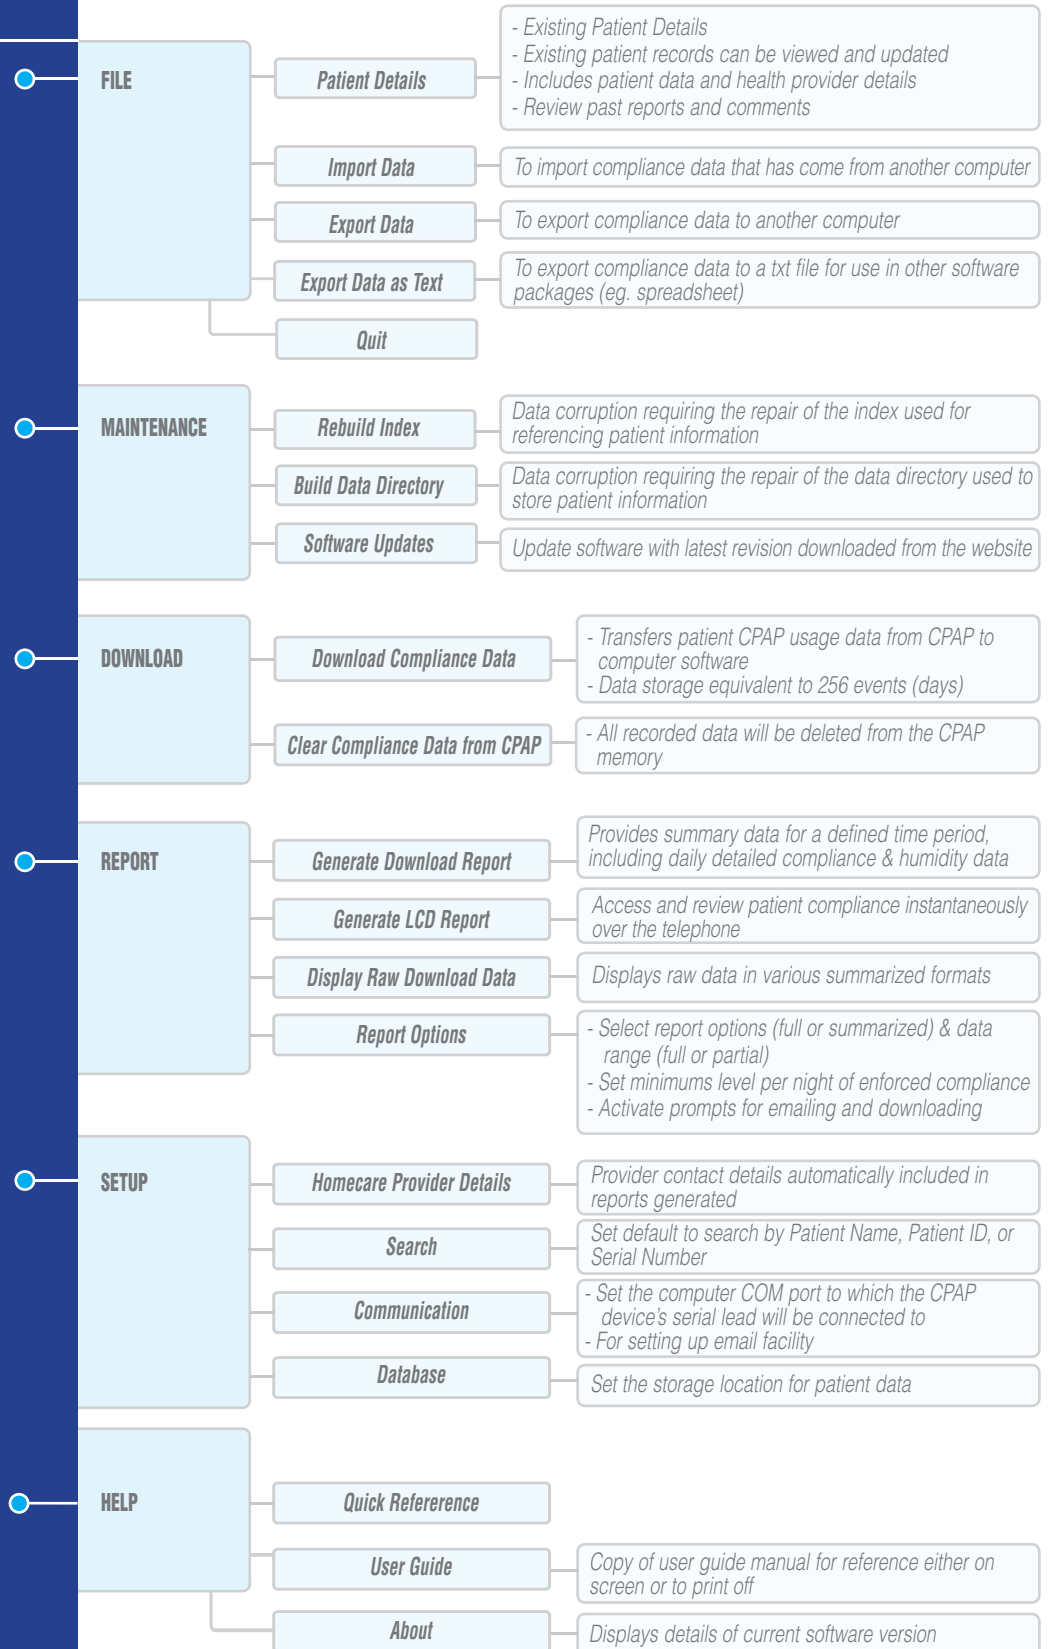 FILE
Patient Details
- Existing Patient Details
- Existing patient records can be viewed and updated
- Includes patient data and health provider details
- Review past reports and comments
Import Data
To import compliance data that has come from another computer
Export Data
To export compliance data to another computer
Export Data as Text
To export compliance data to a txt file for use in other software
packages (eg. spreadsheet)
Quit
MAINTENANCE
Rebuild Index
Data corruption requiring the repair of the index used for
referencing patient information
Build Data Directory
Data corruption requiring the repair of the data directory used to
store patient information
Software Updates
Update software with latest revision downloaded from the website
DOWNLOAD
Download Compliance Data
- Transfers patient CPAP usage data from CPAP to
computer software
- Data storage equivalent to 256 events (days)
Clear Compliance Data from CPAP
- All recorded data will be deleted from the CPAP
memory
REPORT
Generate Download Report
Provides summary data for a defined time period,
including daily detailed compliance & humidity data
Generate LCD Report
Access and review patient compliance instantaneously
over the telephone
Display Raw Download Data
Displays raw data in various summarized formats
Report Options
- Select report options (full or summarized) & data
range (full or partial)
- Set minimums level per night of enforced compliance
- Activate prompts for emailing and downloading
SETUP
Homecare Provider Details
Provider contact details automatically included in
reports generated
Search
Set default to search by Patient Name, Patient ID, or
Serial Number
Communication
- Set the computer COM port to which the CPAP
device's serial lead will be connected to
- For setting up email facility
Database
Set the storage location for patient data
HELP
Quick Refererence
User Guide
Copy of user guide manual for reference either on
screen or to print off
About
Displays details of current software version